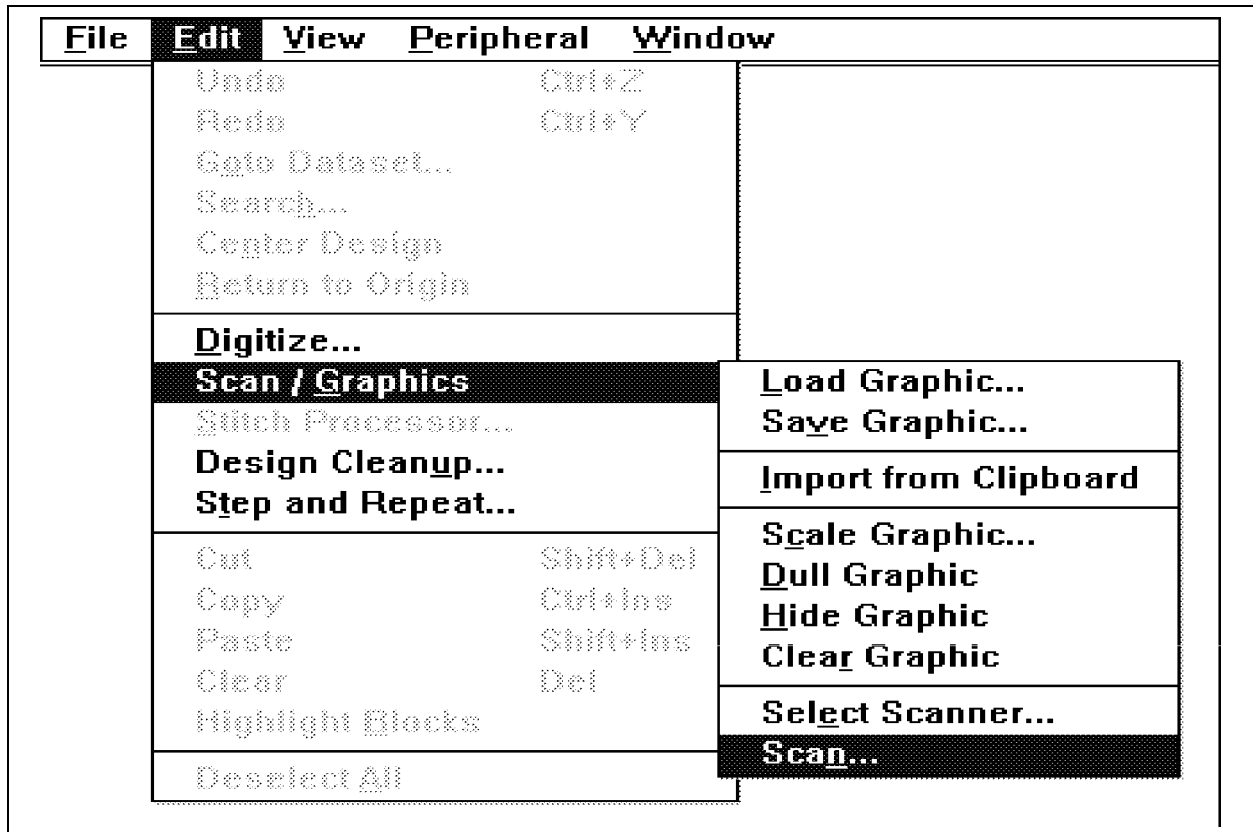 File Edit View Peripheral Window
Undo Ctrl+Z
Redo Ctrl+Y
Goto Dataset...
Search...
Center Design
Return to Origin
Digitize...
Scan / Graphics
Stitch Processor...
Design Cleanup...
Step and Repeat...
Cut Shift+Del
Copy Ctrl+Ins
Paste Shift+Ins
Clear Del
Highlight Blocks
Deselect All
Load Graphic...
Save Graphic...
Import from Clipboard
Scale Graphic...
Dull Graphic
Hide Graphic
Clear Graphic
Select Scanner...
Scan...